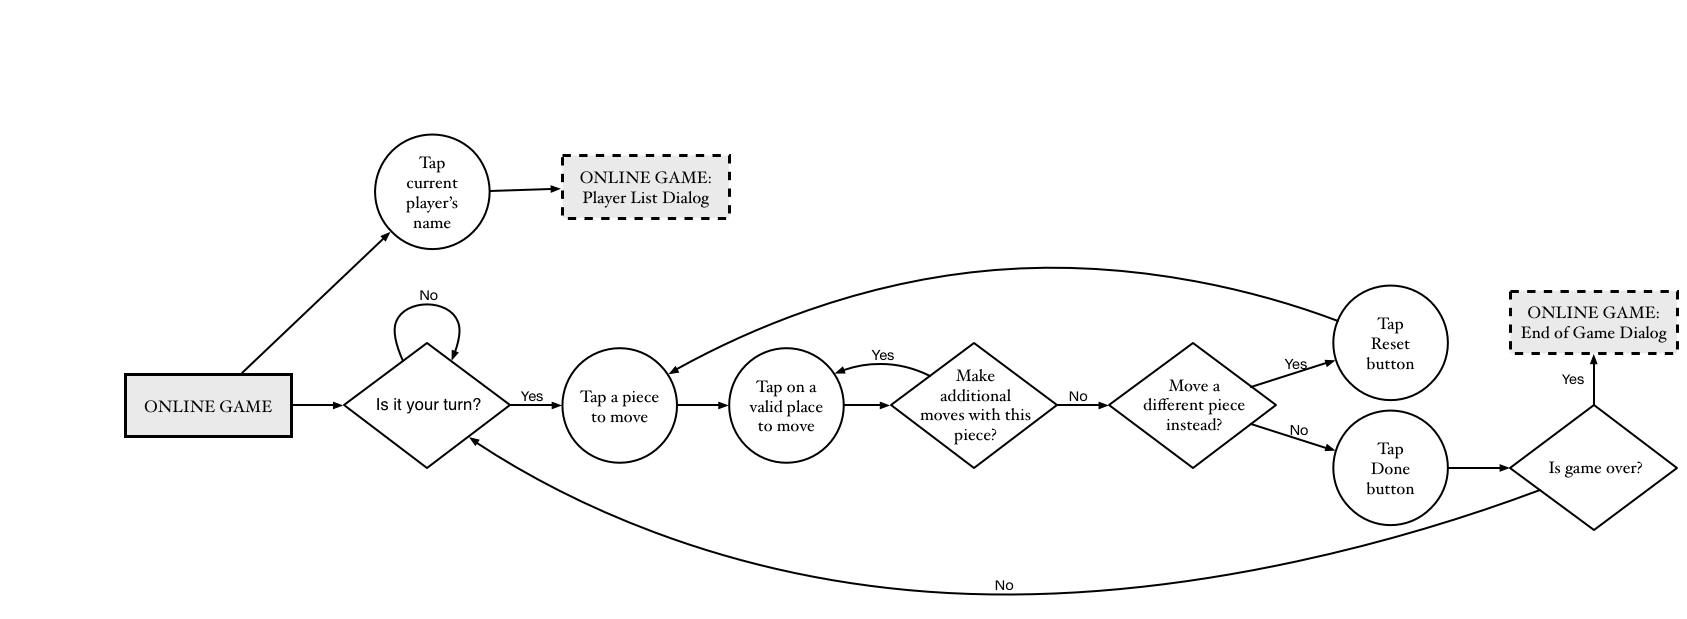 Tap
current
player's
name
ONLINE GAME:
Player List Dialog
No
ONLINE GAME
Is it your turn?
Yes
Tap a piece
to move
Tap on a
valid place
to move
Yes
Make
additional
moves with this
piece?
No
Move a
different piece
instead?
Yes
Tap
Reset
button
No
Tap
Done
button
Is game over?
Yes
ONLINE GAME:
End of Game Dialog
No